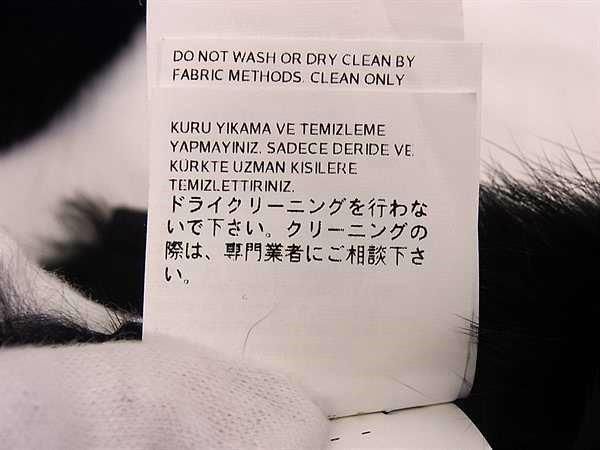 DO NOT WASH OR DRY CLEAN BY
FABRIC METHODS. CLEAN ONLY
KURU YIKAMA VE TEMIZLEME
YAPMAYINIZ. SADECE DERIDE VE
KÜRKTE UZMAN KISILERE
TEMIZLETTIRINIZ.
ドライクリーニングを行わな
いで下さい。クリーニングの
際は、専門業者にご相談下さ
い。